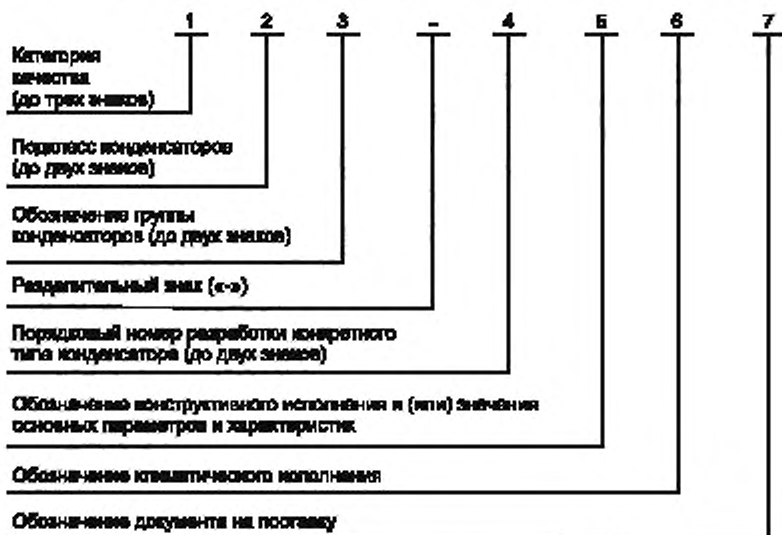 1 2 3 – 4 5 6 7
Категория
качества
(до трех знаков)
Подкласс конденсаторов
(до двух знаков)
Обозначение группы
конденсаторов (до двух знаков)
Разделительный знак («-»)
Порядковый номер разработки конкретного
типа конденсатора (до двух знаков)
Обозначение конструктивного исполнения и (или) значения
основных параметров и характеристик
Обозначение климатического исполнения
Обозначение документа на поставку